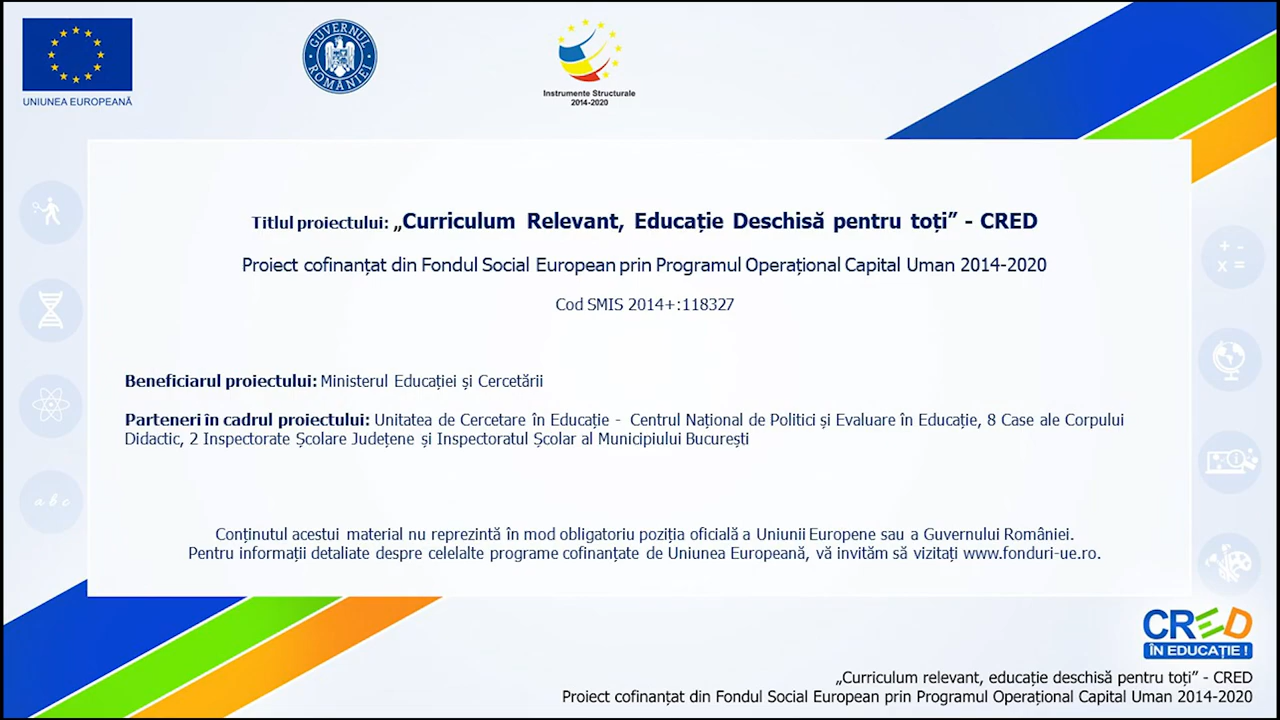 UNIUNEA EUROPEANĂ
GUVERNUL ROMÂNIEI
Instrumente Structurale
2014-2020
Titlul proiectului: „Curriculum Relevant, Educație Deschisă pentru toți” - CRED
Proiect cofinanțat din Fondul Social European prin Programul Operațional Capital Uman 2014-2020
Cod SMIS 2014+:118327
+ -
x =
Beneficiarul proiectului: Ministerul Educației și Cercetării
Parteneri în cadrul proiectului: Unitatea de Cercetare în Educație - Centrul Național de Politici și Evaluare în Educație, 8 Case ale Corpului
Didactic, 2 Inspectorate Școlare Județene și Inspectoratul Școlar al Municipiului București
a b c
Conținutul acestui material nu reprezintă în mod obligatoriu poziția oficială a Uniunii Europene sau a Guvernului României.
Pentru informații detaliate despre celelalte programe cofinanțate de Uniunea Europeană, vă invităm să vizitați www.fonduri-ue.ro.
CRED
ÎN EDUCAȚIE !
„Curriculum relevant, educație deschisă pentru toți” - CRED
Proiect cofinanțat din Fondul Social European prin Programul Operațional Capital Uman 2014-2020